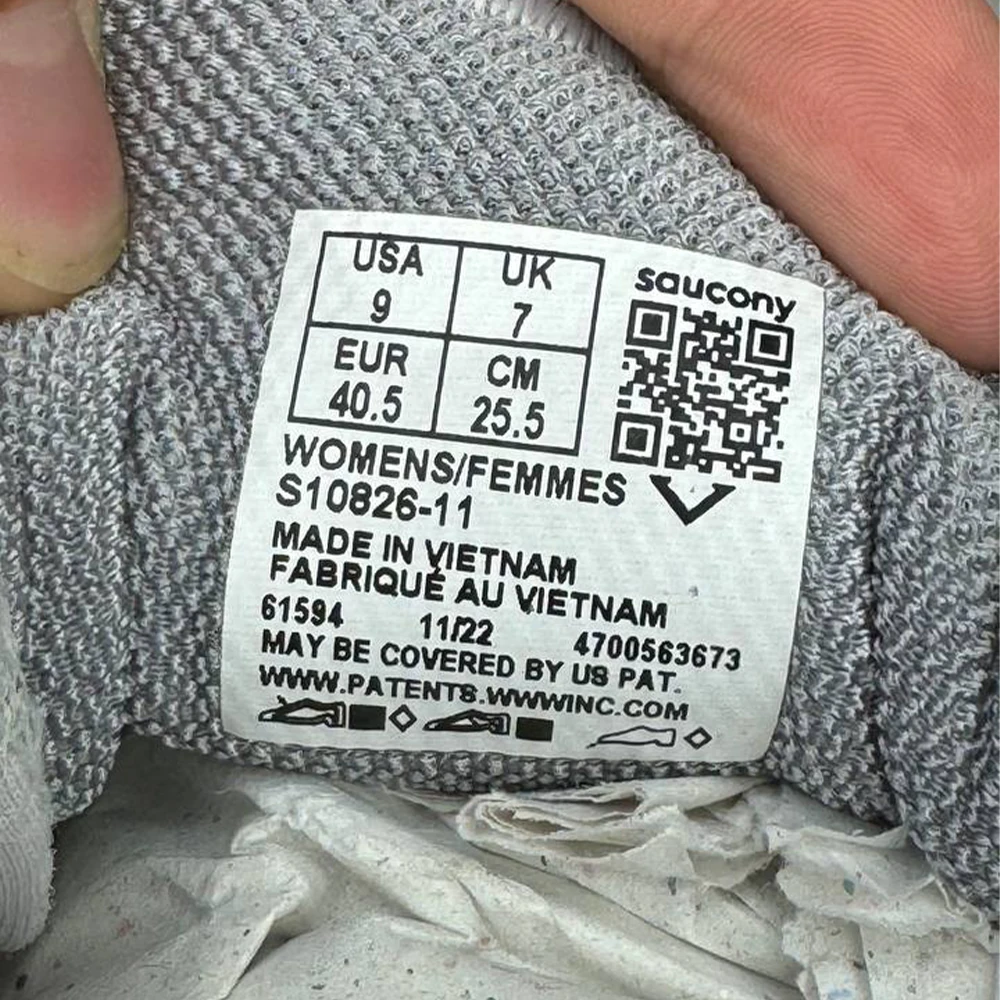 USA UK
9 7
EUR CM
40.5 25.5
saucony
WOMENS/FEMMES
S10826-11
MADE IN VIETNAM
FABRIQUÉ AU VIETNAM
61594 11/22 4700563673
MAY BE COVERED BY US PAT.
WWW.PATENTS.WWWINC.COM